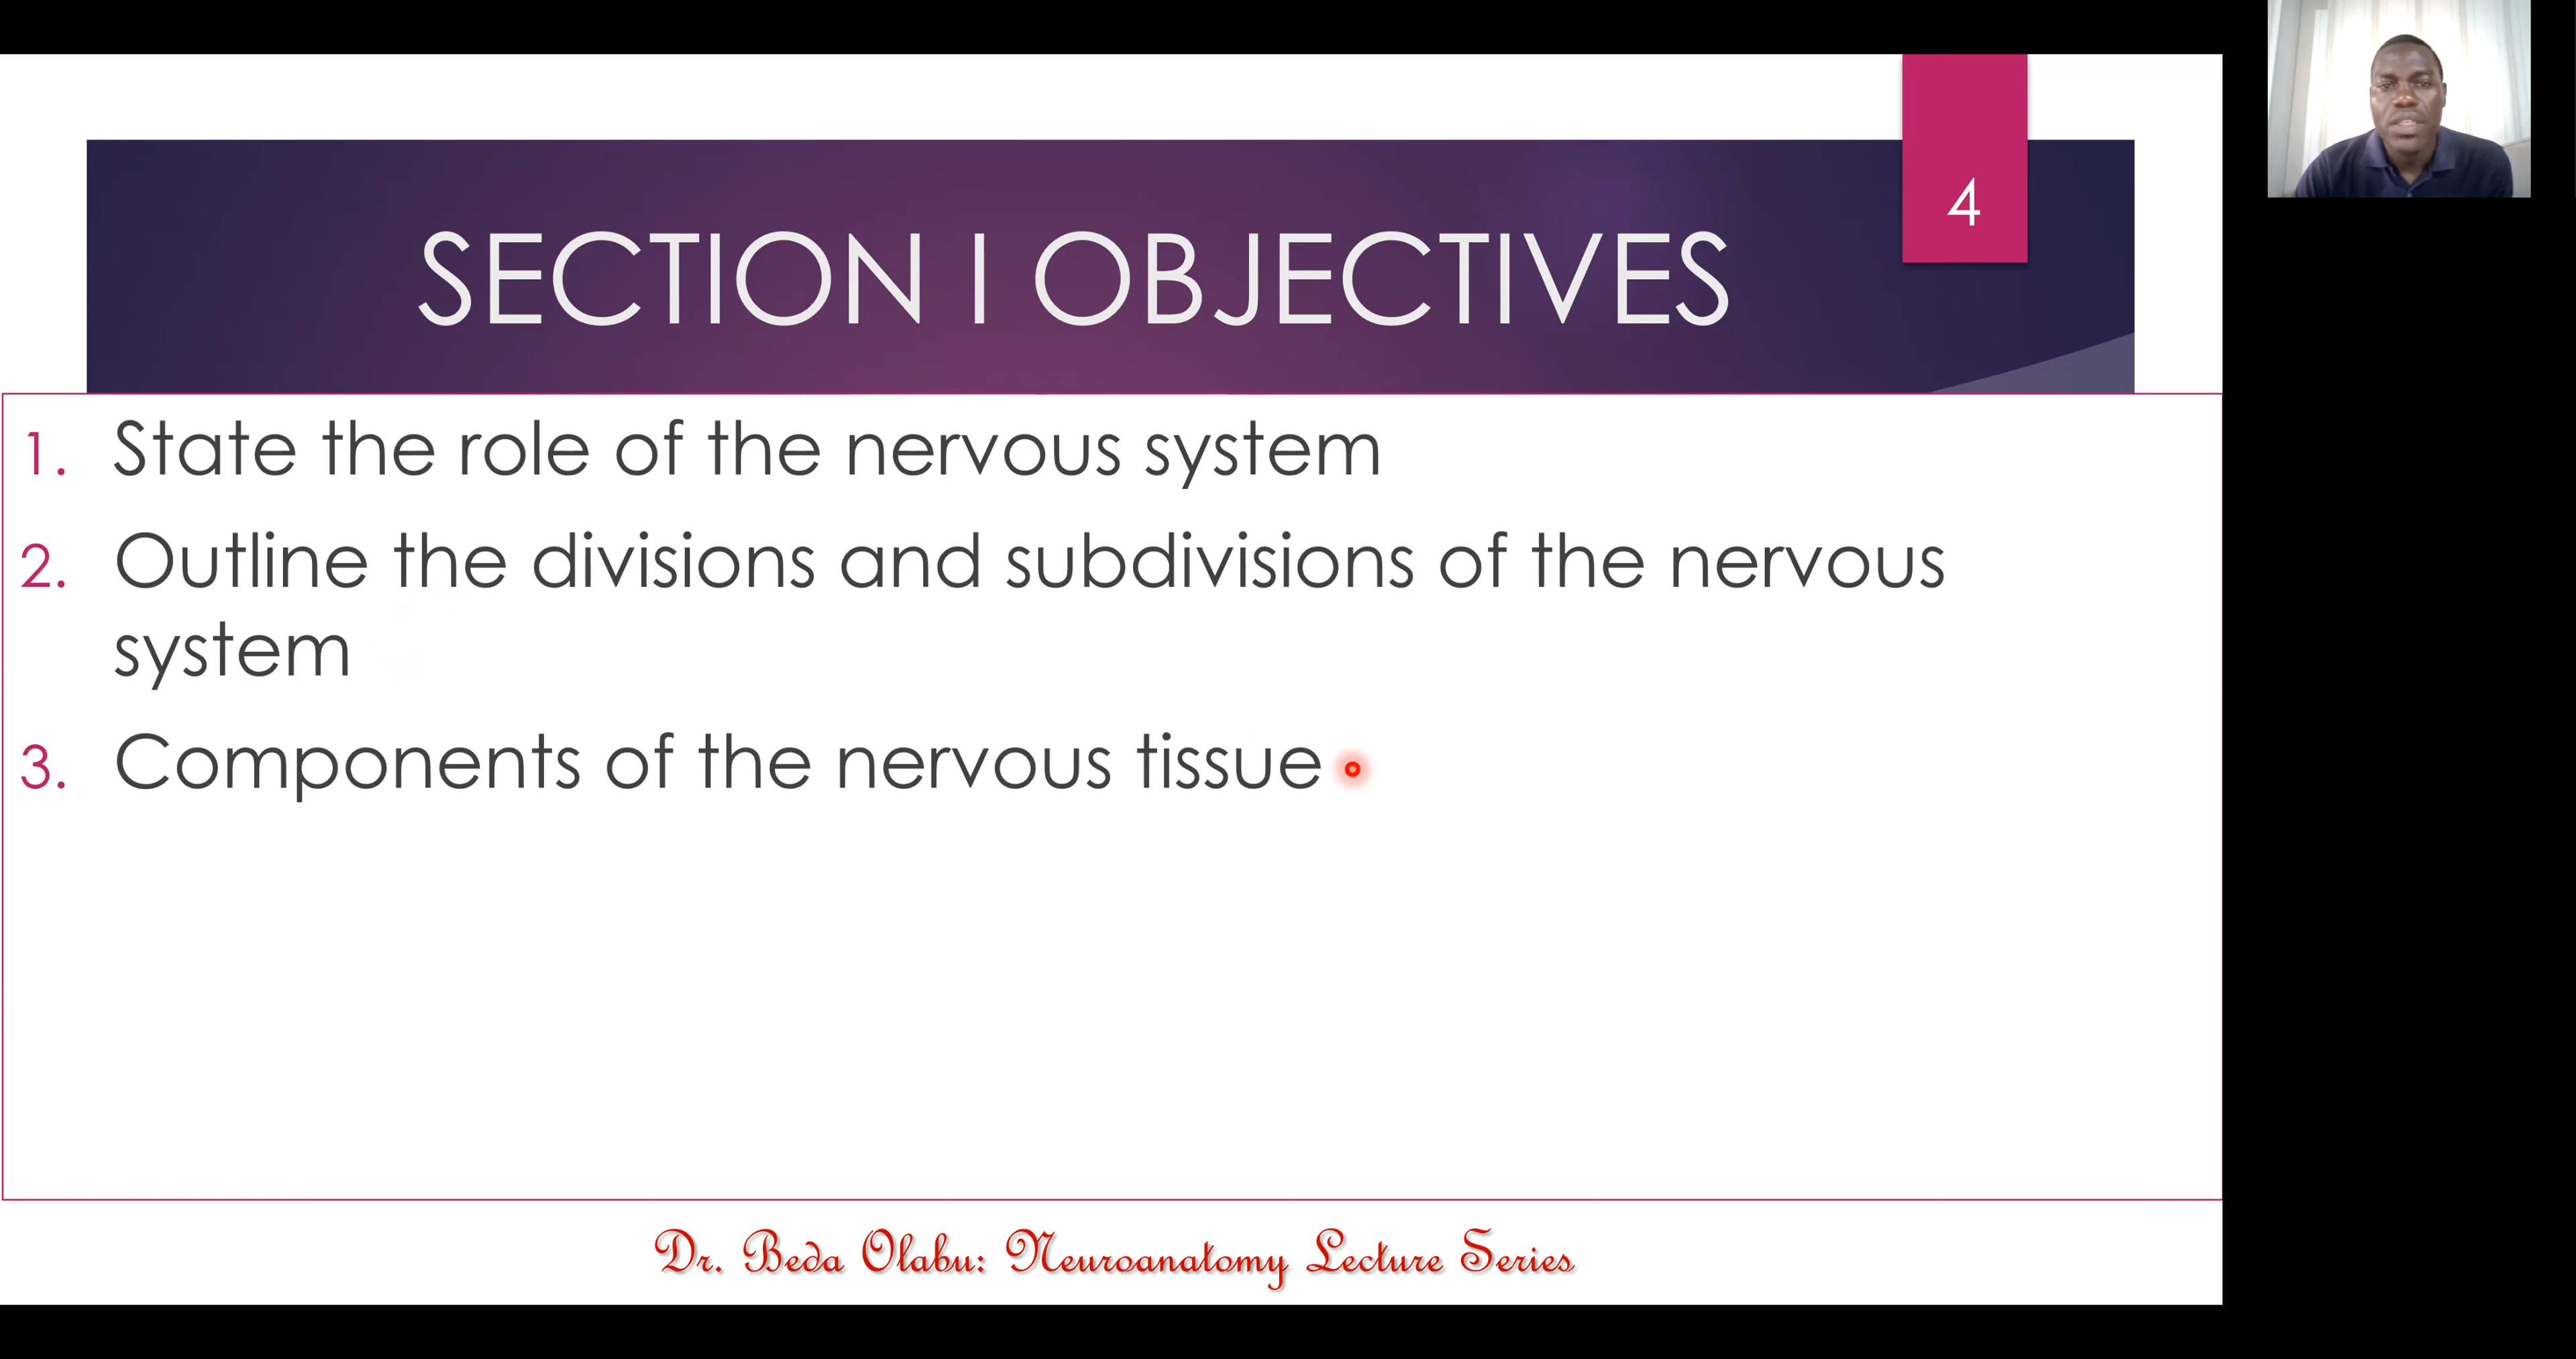 4
SECTION I OBJECTIVES
1. State the role of the nervous system
2. Outline the divisions and subdivisions of the nervous
system
3. Components of the nervous tissue
Dr. Beda Olabu: Neuroanatomy Lecture Series